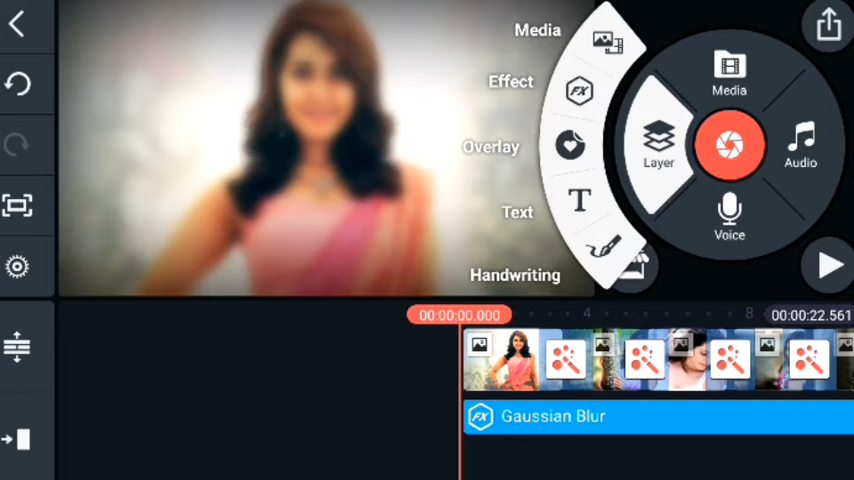 Media
Effect
Overlay
Text
Handwriting
Media
Layer
Audio
Voice
00:00:00.000
4
8
00:00:22.561
FX Gaussian Blur